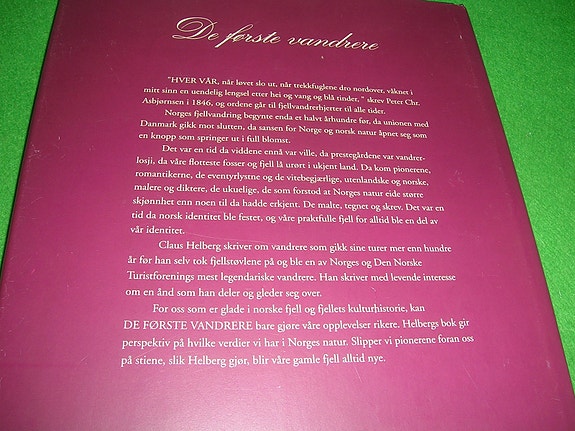 De første vandrere
"HVER VÅR, når løvet slo ut, når trekkfuglene dro nordover, våknet i
mitt sinn en uendelig lengsel etter hei og vang og blå tinder, " skrev Peter Chr.
Asbjørnsen i 1846, og ordene går til fjellvandrerhjerter til alle tider.
Norges fjellvandring begynte enda et halvt århundre før, da unionen med
Danmark gikk mot slutten, da sansen for Norge og norsk natur åpnet seg som
en knopp som springer ut i full blomst.
Det var en tid da viddene ennå var ville, da prestegårdene var vandrer-
losji, da våre flotteste fosser og fjell lå urørt i ukjent land. Da kom pionerene,
romantikerne, de eventyrlystne og de vitebegjærlige, utenlandske og norske,
malere og diktere, de ukuelige, de som forstod at Norges natur eide større
skjønnhet enn noen til da hadde erkjent. De malte, tegnet og skrev. Det var en
tid da norsk identitet ble festet, og våre praktfulle fjell for alltid ble en del av
vår identitet.
Claus Helberg skriver om vandrere som gikk sine turer mer enn hundre
år før han selv tok fjellstøvlene på og ble en av Norges og Den Norske
Turistforenings mest legendariske vandrere. Han skriver med levende interesse
om en ånd som han deler og gleder seg over.
For oss som er glade i norske fjell og fjellets kulturhistorie, kan
DE FØRSTE VANDRERE bare gjøre våre opplevelser rikere. Helbergs bok gir
perspektiv på hvilke verdier vi har i Norges natur. Slipper vi pionerene foran oss
på stiene, slik Helberg gjør, blir våre gamle fjell alltid nye.